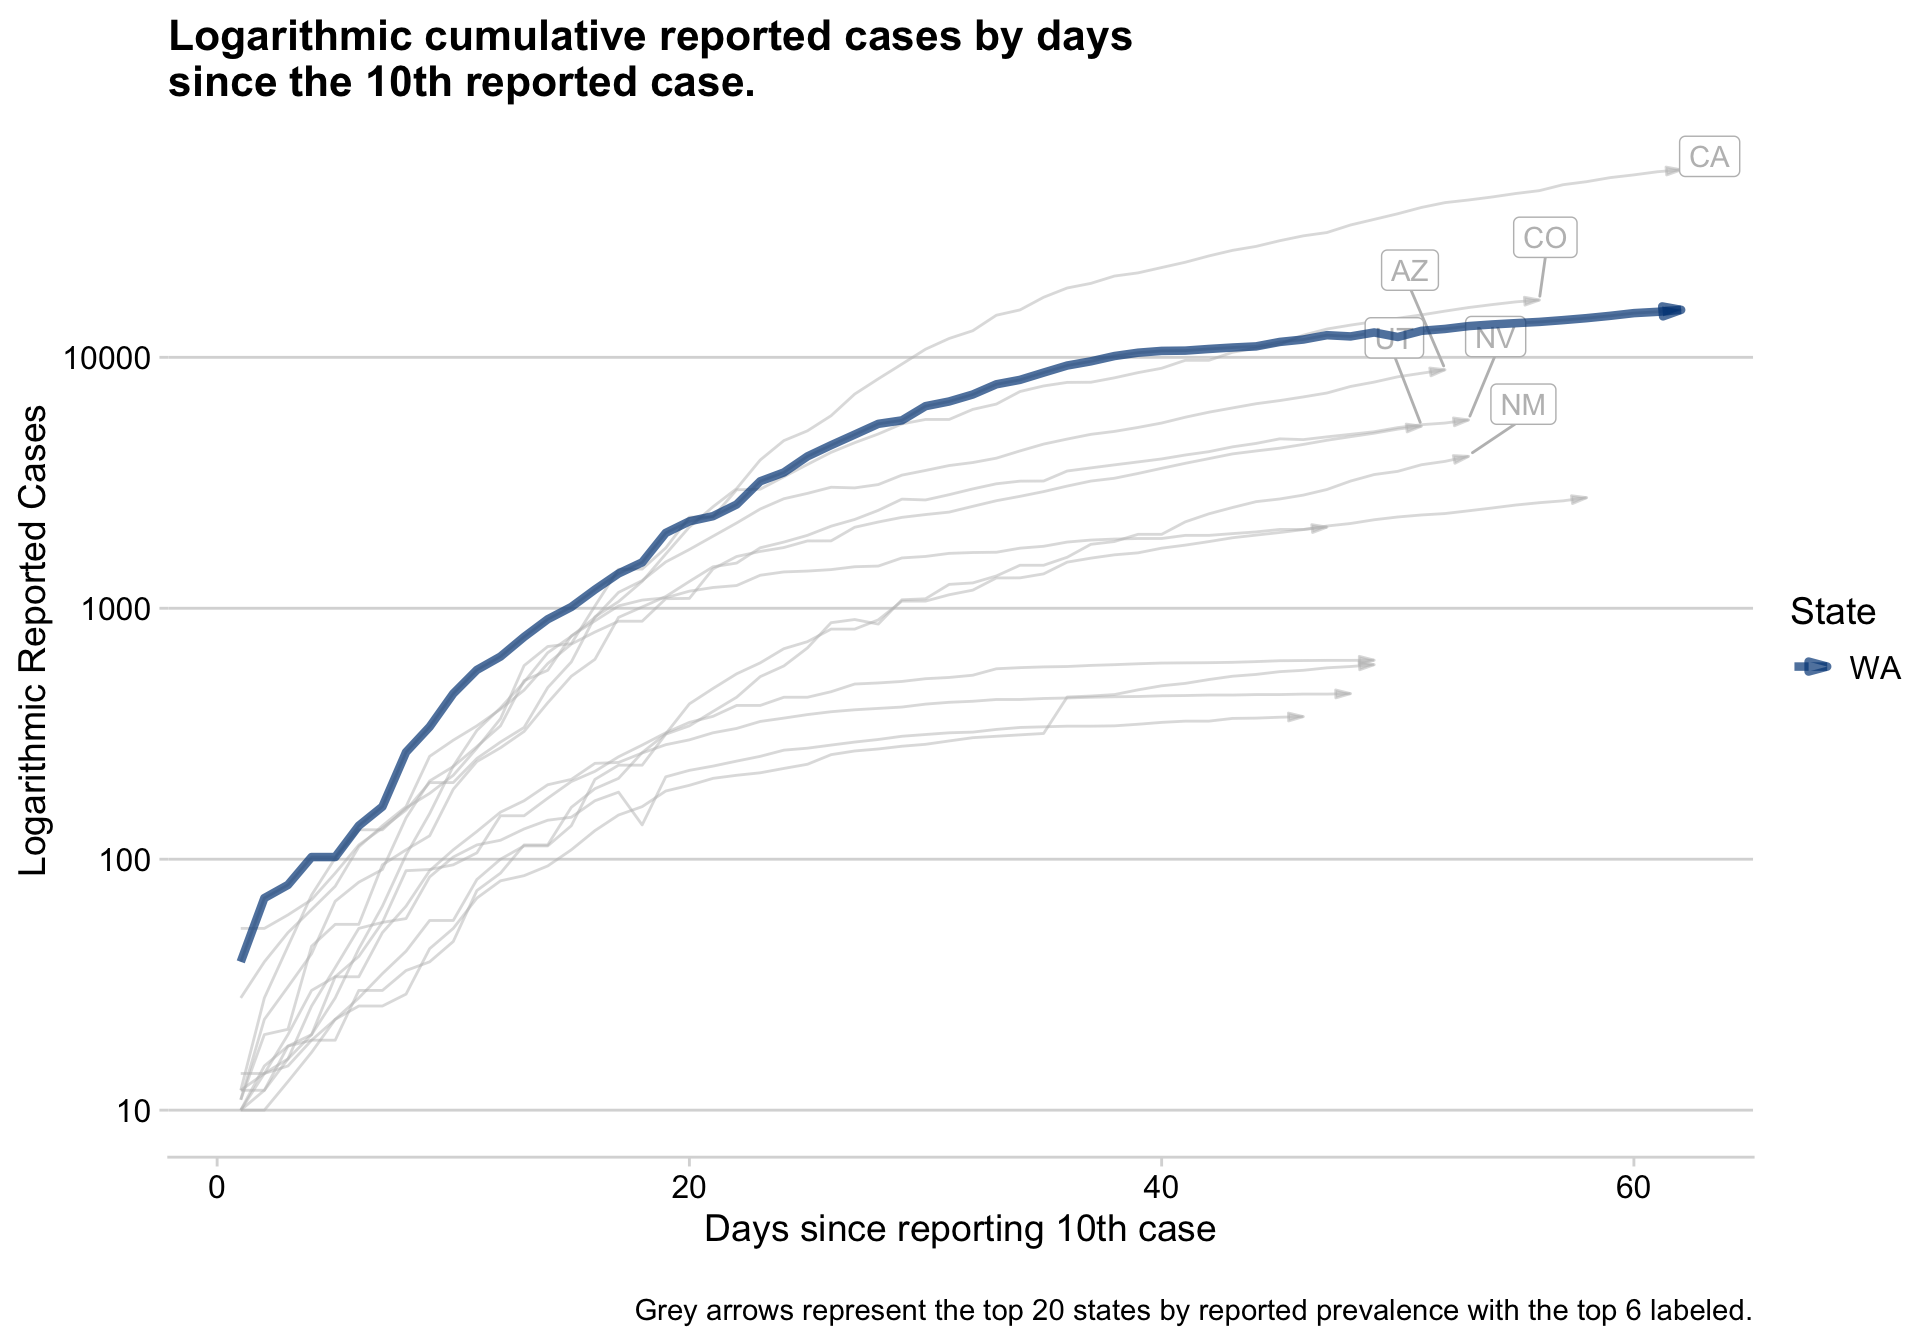 Logarithmic cumulative reported cases by days
since the 10th reported case.
CA
CO
AZ
UT
NV
NM
10000
1000
100
10
Logarithmic Reported Cases
State
WA
0
20
40
60
Days since reporting 10th case
Grey arrows represent the top 20 states by reported prevalence with the top 6 labeled.